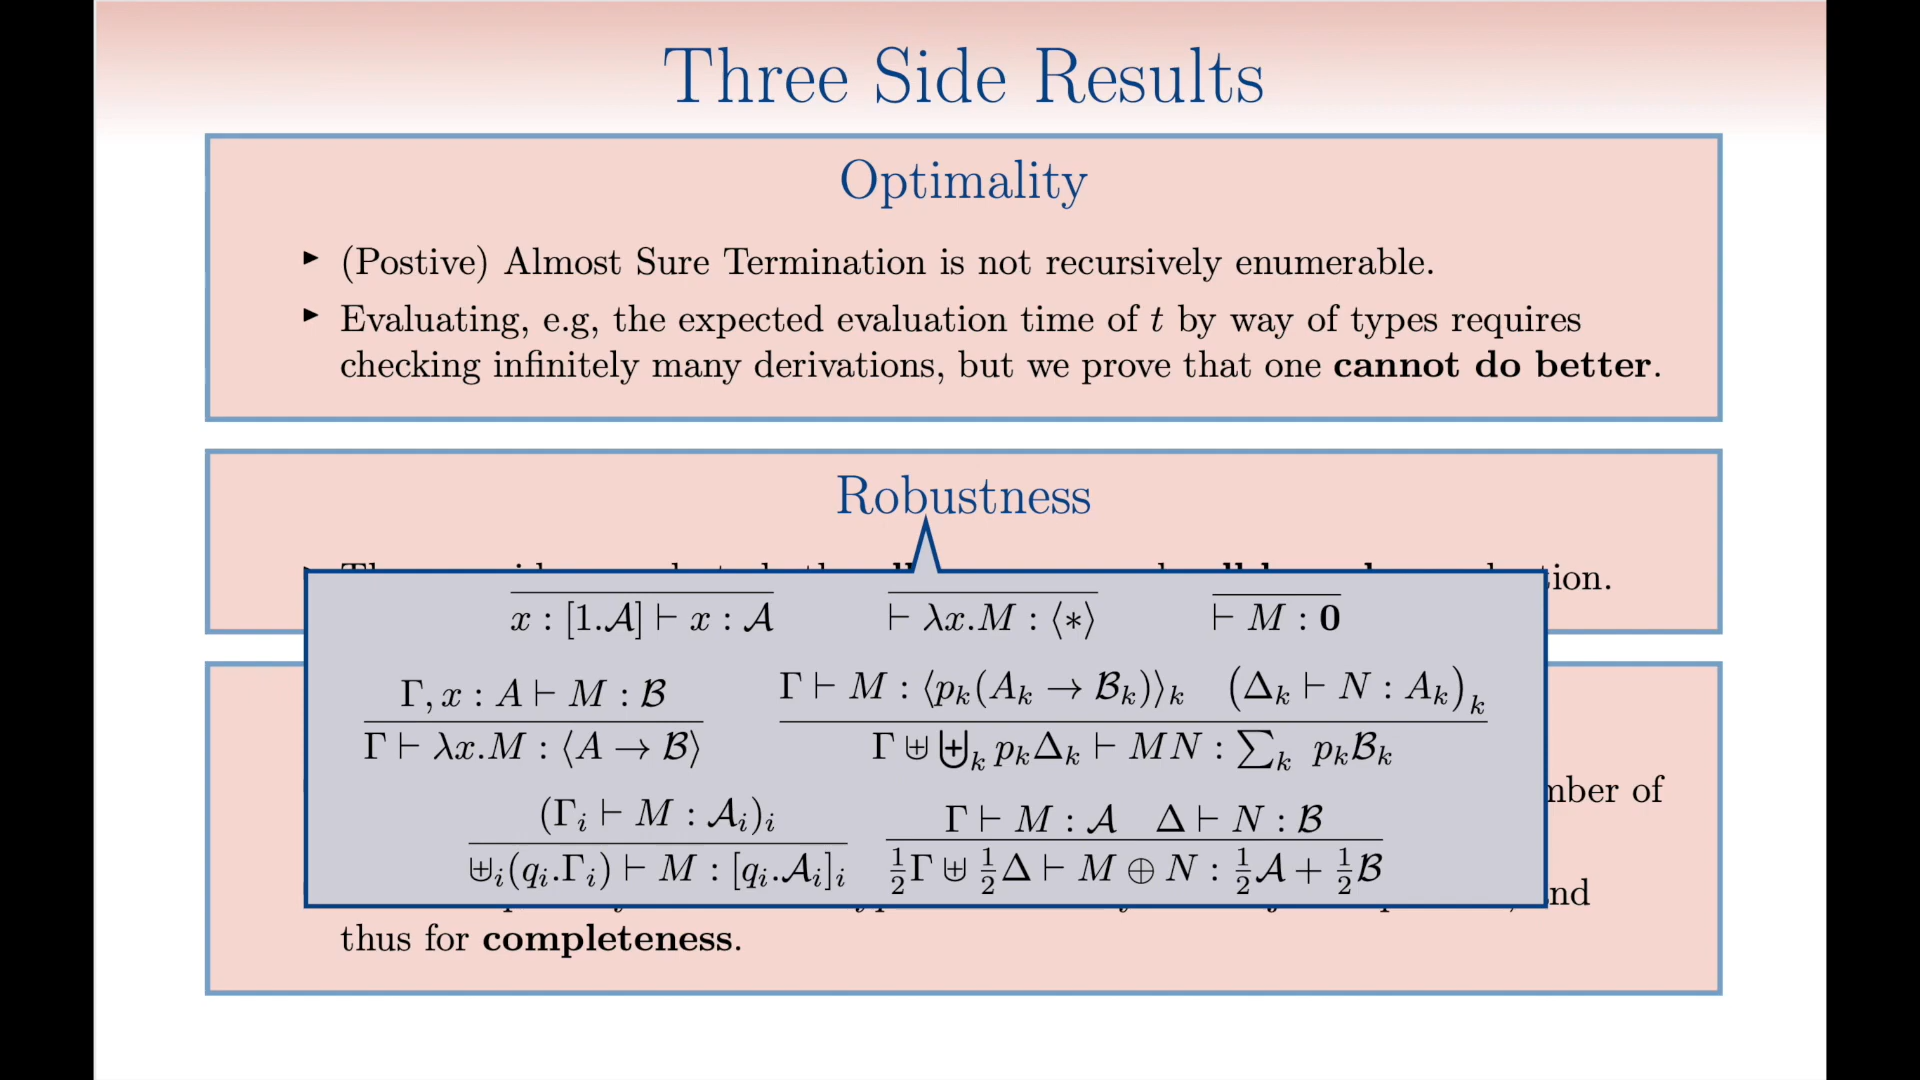 Three Side Results
Optimality
▸ (Postive) Almost Sure Termination is not recursively enumerable.
▸ Evaluating, e.g, the expected evaluation time of t by way of types requires
checking infinitely many derivations, but we prove that one cannot do better.
Robustness
tion.
x : [1.𝒜] ⊢ x : 𝒜    ⊢ λx.M : ⟨∗⟩    ⊢ M : 𝟎
Γ, x : A ⊢ M : ℬ    Γ ⊢ M : ⟨p_k(A_k → ℬ_k)⟩_k    (Δ_k ⊢ N : A_k)_k
Γ ⊢ λx.M : ⟨A → ℬ⟩    Γ ⊎ ⨄_k p_kΔ_k ⊢ MN : ∑_k p_kℬ_k
mber of
(Γ_i ⊢ M : 𝒜_i)_i    Γ ⊢ M : 𝒜    Δ ⊢ N : ℬ
⊎_i(q_i.Γ_i) ⊢ M : [q_i.𝒜_i]_i    ½Γ ⊎ ½Δ ⊢ M ⊕ N : ½𝒜 + ½ℬ
nd
thus for completeness.